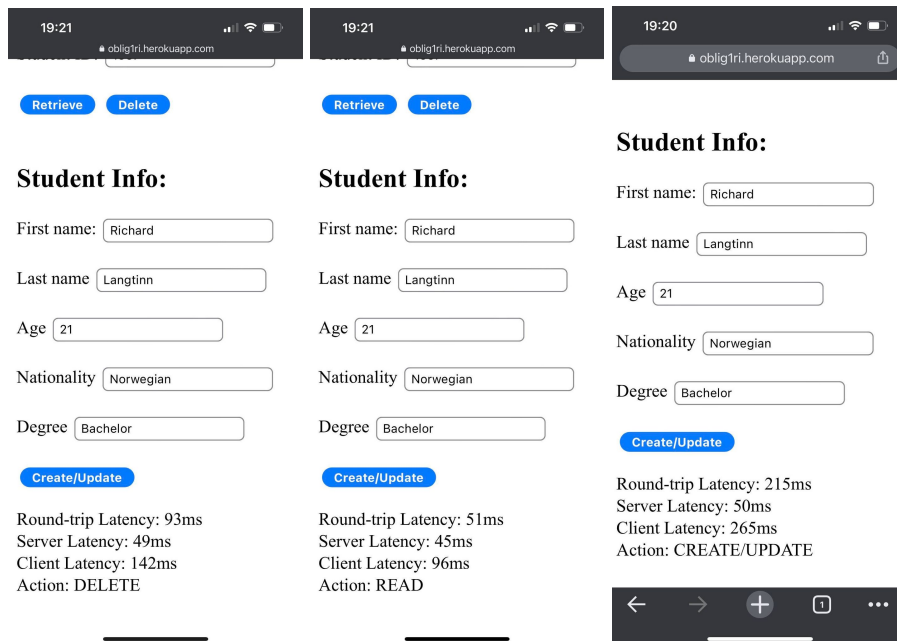 19:21
oblig1ri.herokuapp.com
Retrieve Delete
Student Info:
First name: Richard
Last name Langtinn
Age 21
Nationality Norwegian
Degree Bachelor
Create/Update
Round-trip Latency: 93ms
Server Latency: 49ms
Client Latency: 142ms
Action: DELETE
19:21
oblig1ri.herokuapp.com
Retrieve Delete
Student Info:
First name: Richard
Last name Langtinn
Age 21
Nationality Norwegian
Degree Bachelor
Create/Update
Round-trip Latency: 51ms
Server Latency: 45ms
Client Latency: 96ms
Action: READ
19:20
oblig1ri.herokuapp.com
Student Info:
First name: Richard
Last name Langtinn
Age 21
Nationality Norwegian
Degree Bachelor
Create/Update
Round-trip Latency: 215ms
Server Latency: 50ms
Client Latency: 265ms
Action: CREATE/UPDATE
1